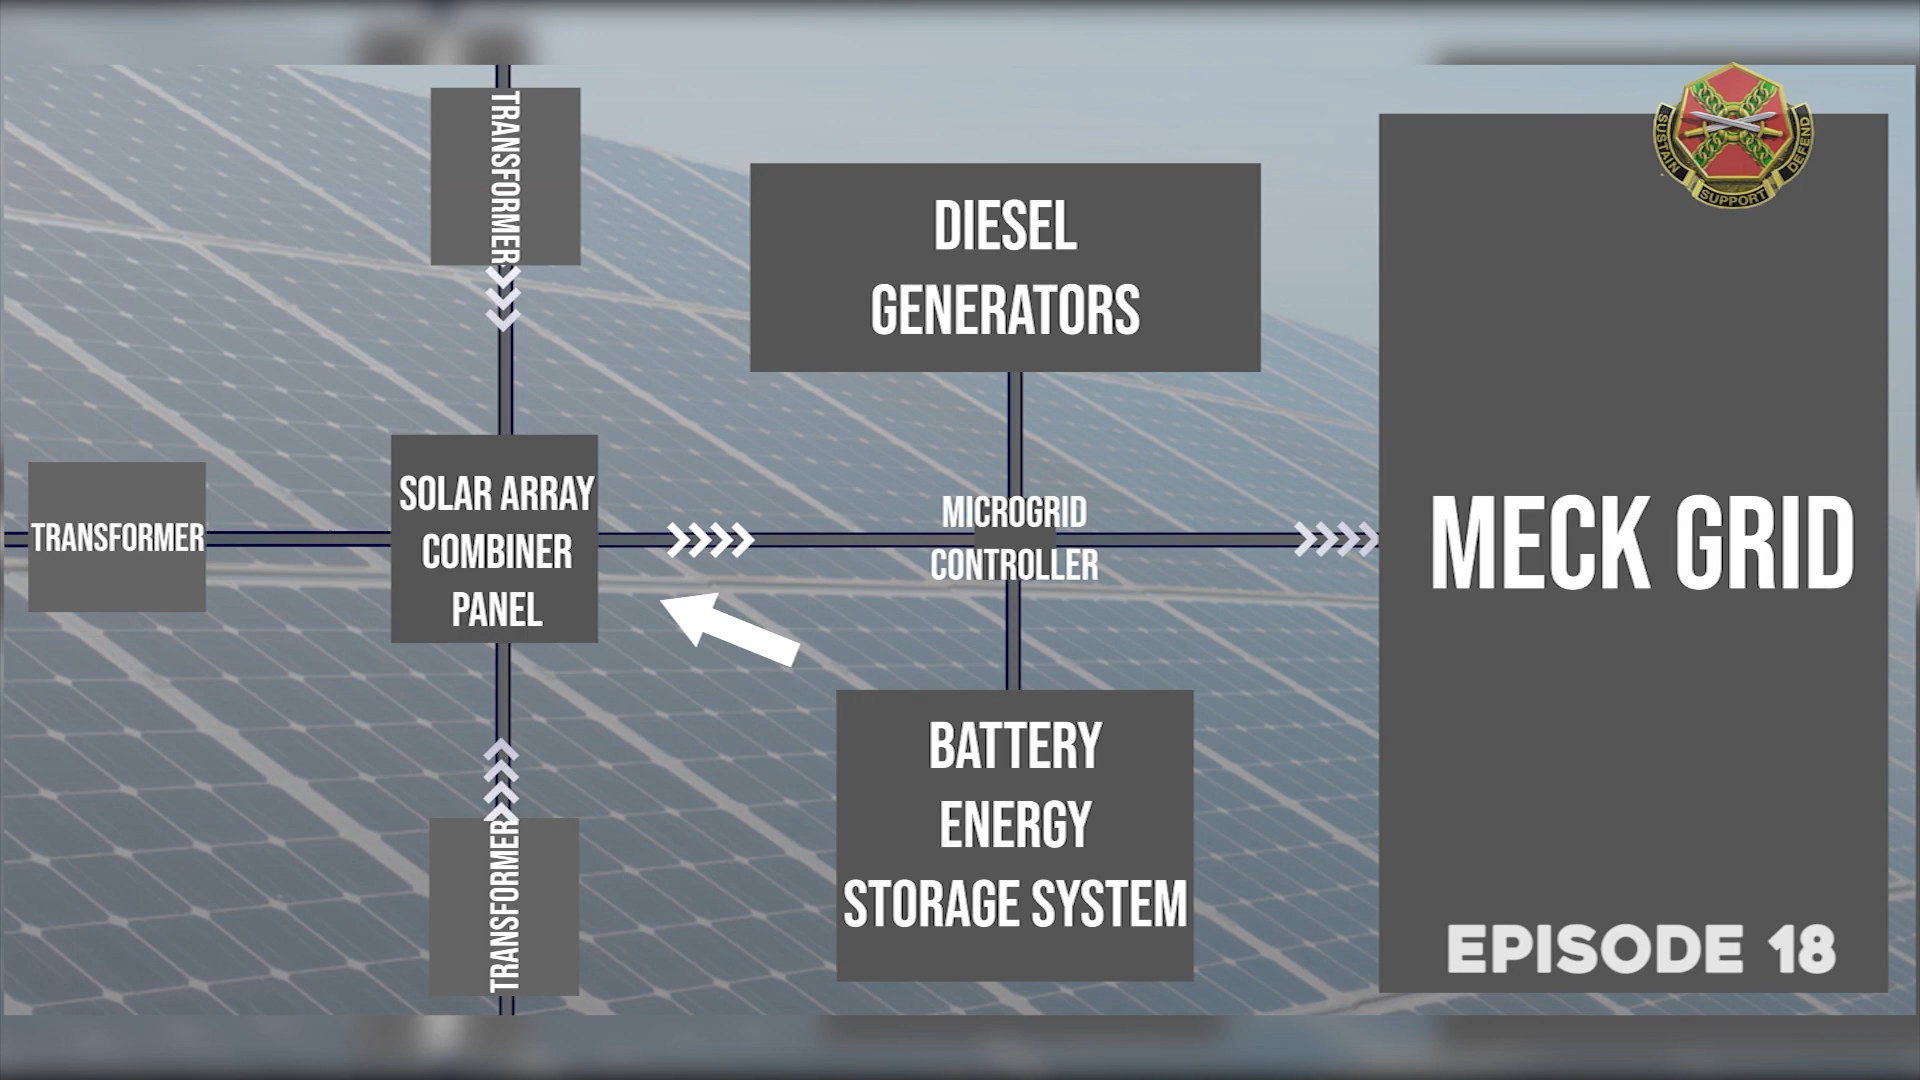 TRANSFORMER
SUSTAIN
SUPPORT
DEFEND
DIESEL
GENERATORS
TRANSFORMER
SOLAR ARRAY
COMBINER
PANEL
MICROGRID
CONTROLLER
MECK GRID
TRANSFORMER
BATTERY
ENERGY
STORAGE SYSTEM
EPISODE 18